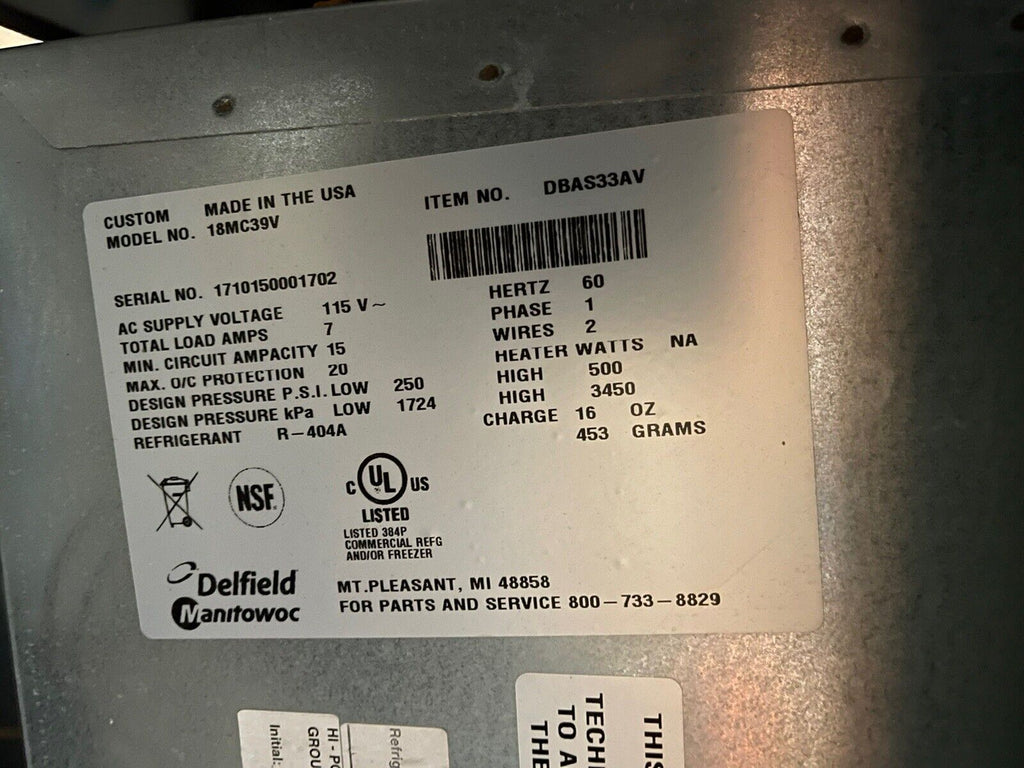 CUSTOM MADE IN THE USA
MODEL NO. 18MC39V
ITEM NO. DBAS33AV
SERIAL NO. 1710150001702
AC SUPPLY VOLTAGE 115 V~ HERTZ 60
TOTAL LOAD AMPS 7 PHASE 1
MIN. CIRCUIT AMPACITY 15 WIRES 2
MAX. O/C PROTECTION 20 HEATER WATTS NA
DESIGN PRESSURE P.S.I. LOW 250 HIGH 500
DESIGN PRESSURE kPa LOW 1724 HIGH 3450
REFRIGERANT R-404A CHARGE 16 OZ
453 GRAMS
NSF.
C UL US
LISTED
LISTED 384P
COMMERCIAL REFG
AND/OR FREEZER
Delfield
Manitowoc
MT.PLEASANT, MI 48858
FOR PARTS AND SERVICE 800-733-8829
THIS
TECH
TO A
THE
Refrig
HI-PO
GROU
Initial: